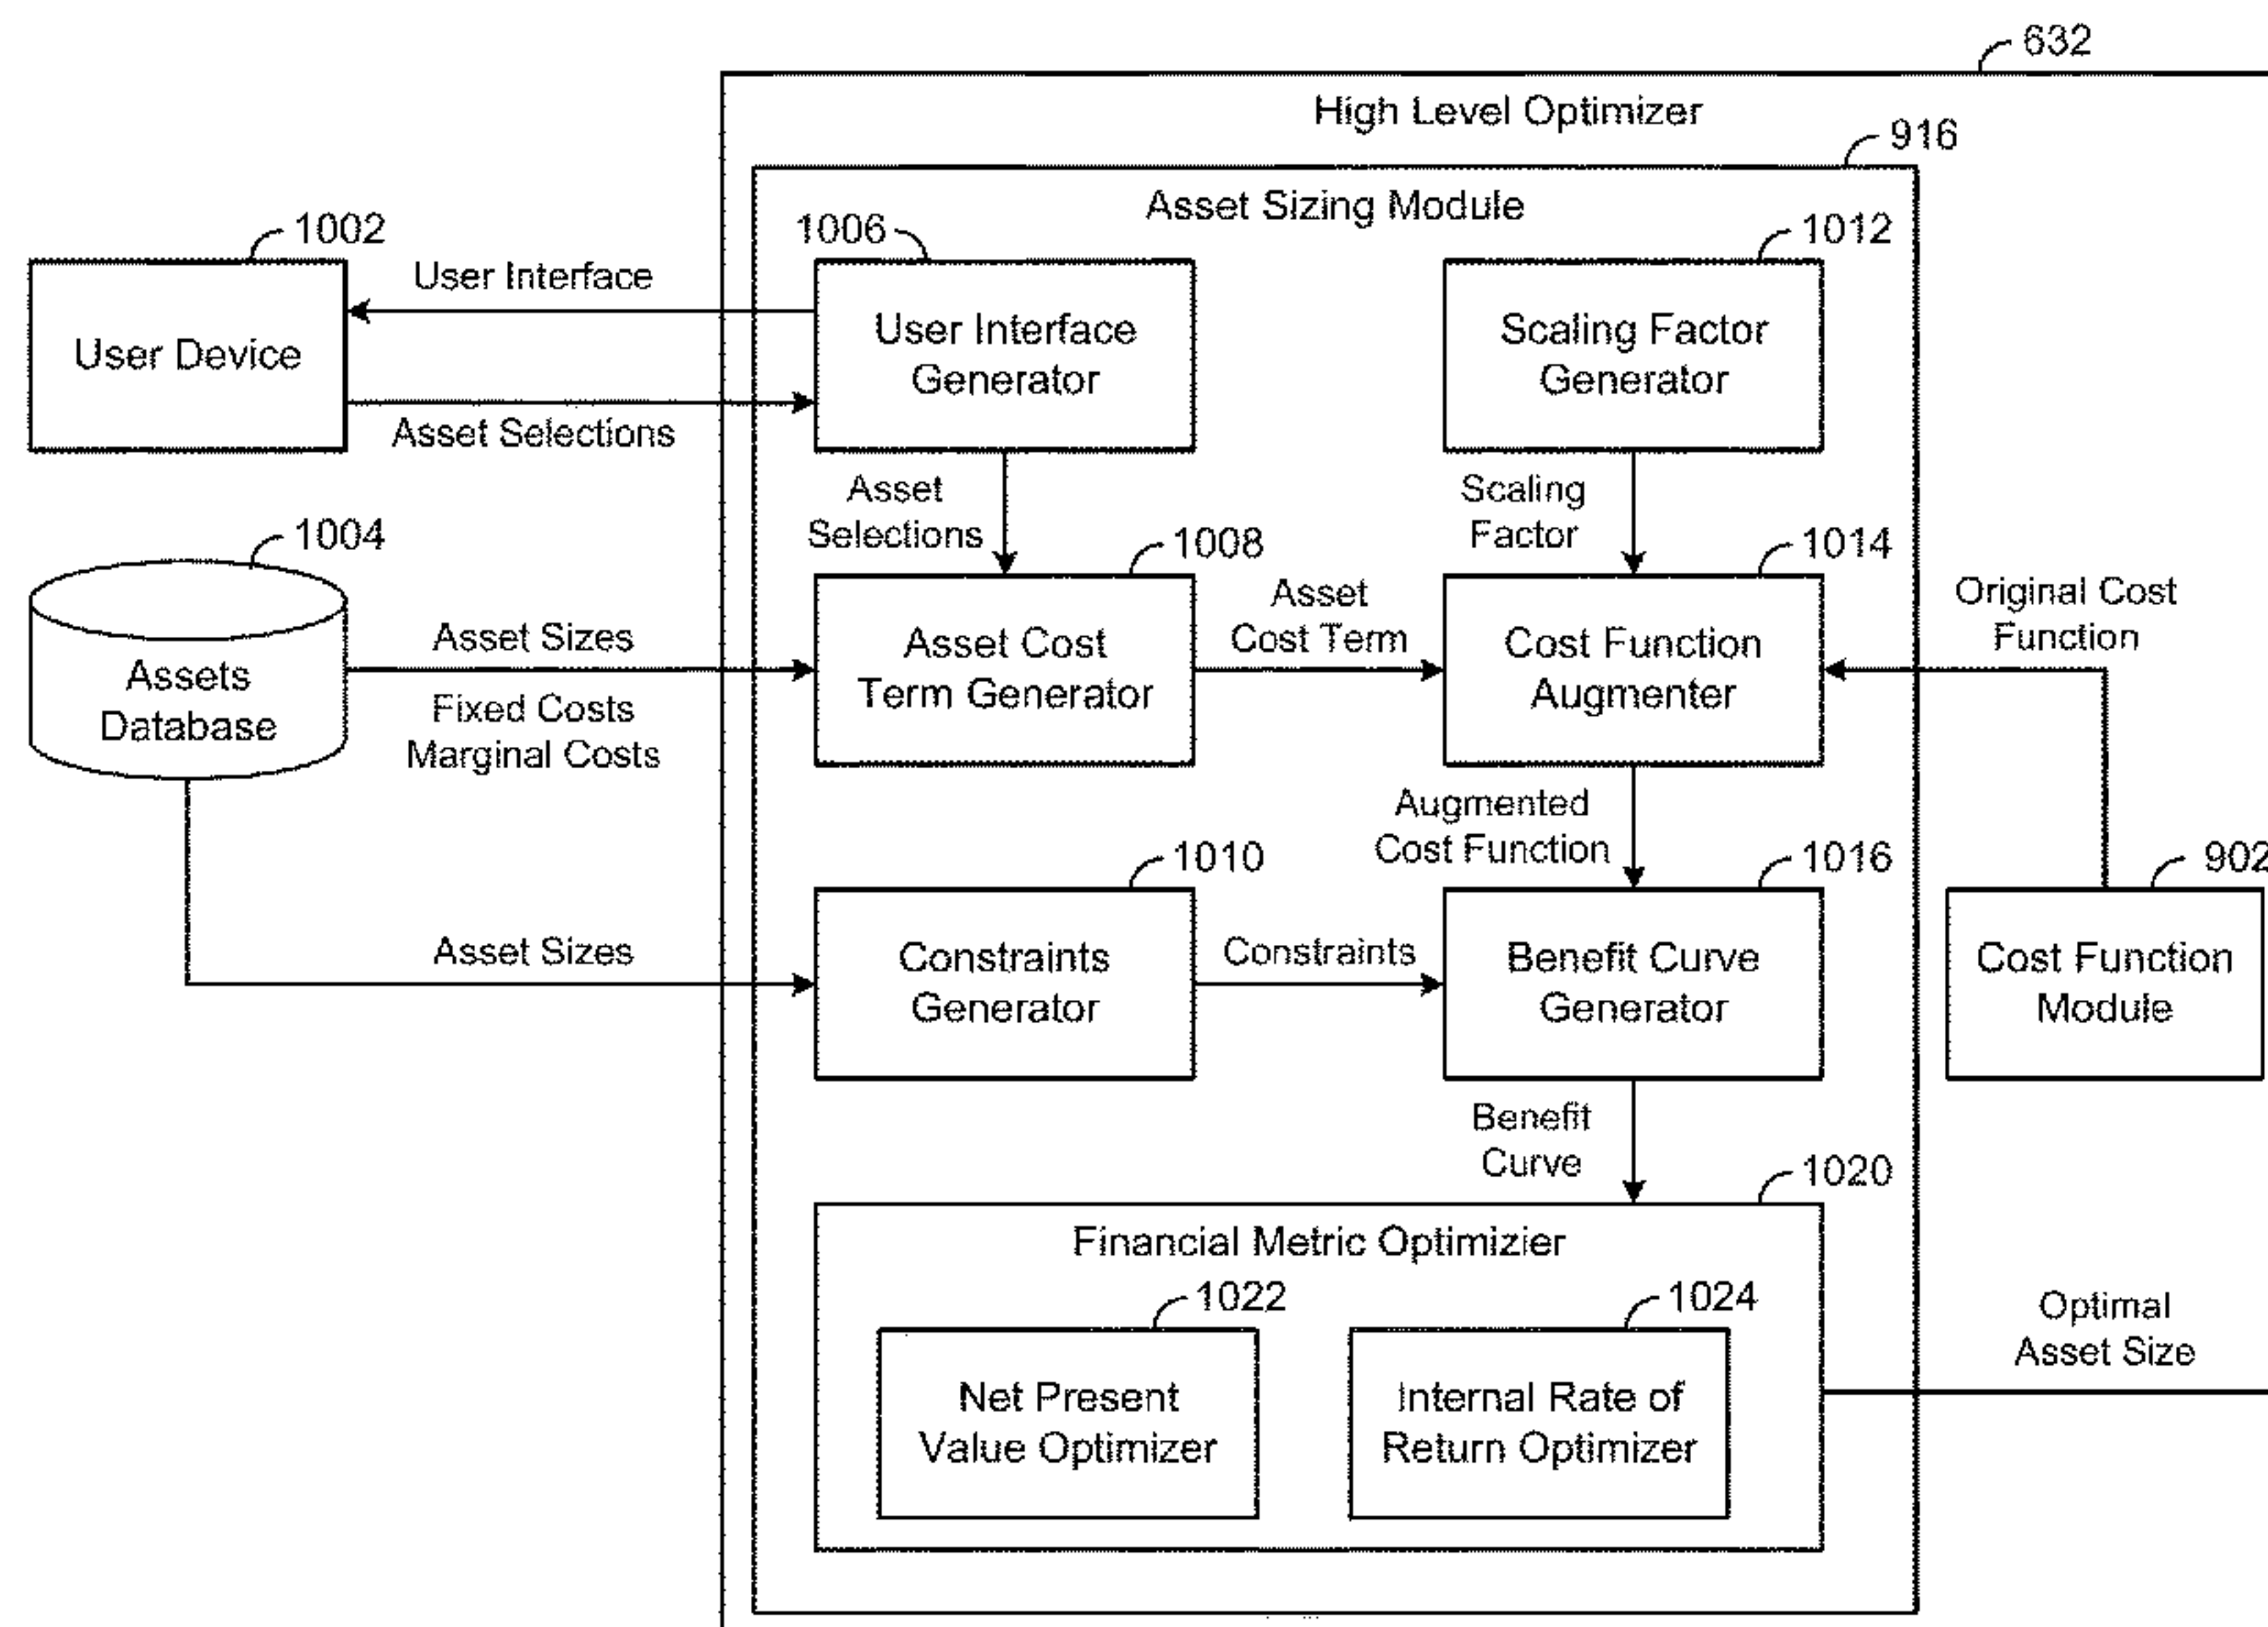 632
High Level Optimizer
916
Asset Sizing Module
1002
1006
1012
User Interface
User Device
User Interface
Generator
Scaling Factor
Generator
Asset Selections
Asset
Selections
Scaling
Factor
1004
1008
1014
Assets
Database
Asset Sizes
Fixed Costs
Marginal Costs
Asset Cost
Term Generator
Asset
Cost Term
Cost Function
Augmenter
Original Cost
Function
Augmented
Cost Function
1010
1016
902
Asset Sizes
Constraints
Generator
Constraints
Benefit Curve
Generator
Cost Function
Module
Benefit
Curve
1020
Financial Metric Optimizier
1022
1024
Net Present
Value Optimizer
Internal Rate of
Return Optimizer
Optimal
Asset Size